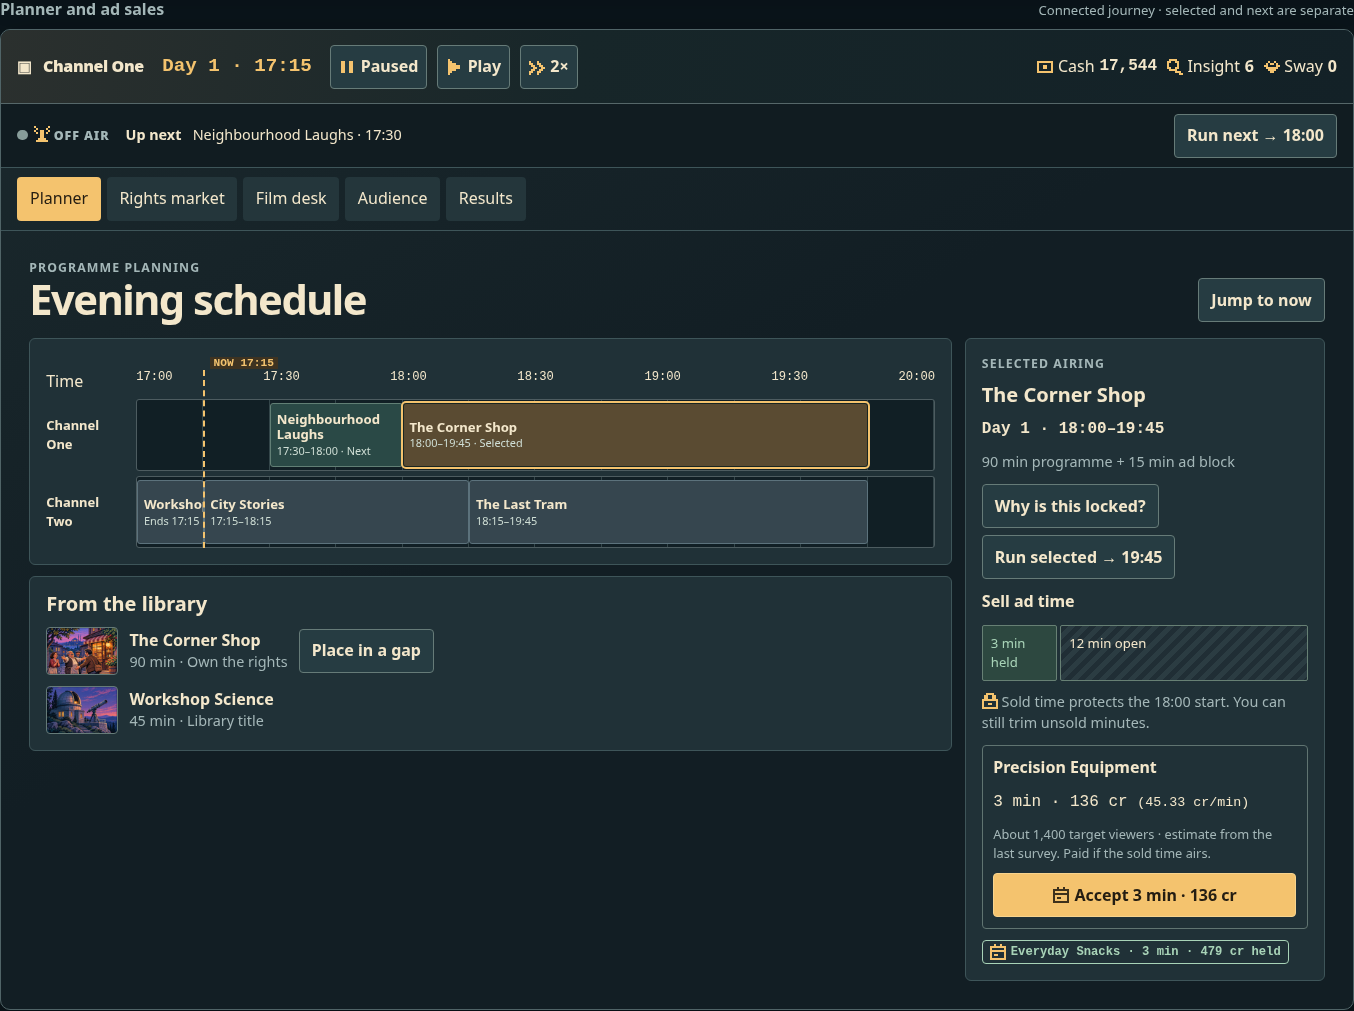 Planner and ad sales
Connected journey · selected and next are separate
Channel One
Day 1 · 17:15
Paused
Play
2×
Cash 17,544
Insight 6
Sway 0
OFF AIR
Up next Neighbourhood Laughs · 17:30
Run next → 18:00
Planner
Rights market
Film desk
Audience
Results
PROGRAMME PLANNING
Evening schedule
Jump to now
NOW 17:15
Time
17:00
17:30
18:00
18:30
19:00
19:30
20:00
Channel
One
Neighbourhood
Laughs
17:30–18:00 · Next
The Corner Shop
18:00–19:45 · Selected
Channel
Two
Worksho
Ends 17:15
City Stories
17:15–18:15
The Last Tram
18:15–19:45
From the library
The Corner Shop
90 min · Own the rights
Place in a gap
Workshop Science
45 min · Library title
SELECTED AIRING
The Corner Shop
Day 1 · 18:00–19:45
90 min programme + 15 min ad block
Why is this locked?
Run selected → 19:45
Sell ad time
3 min
held
12 min open
Sold time protects the 18:00 start. You can
still trim unsold minutes.
Precision Equipment
3 min · 136 cr (45.33 cr/min)
About 1,400 target viewers · estimate from the
last survey. Paid if the sold time airs.
Accept 3 min · 136 cr
Everyday Snacks · 3 min · 479 cr held